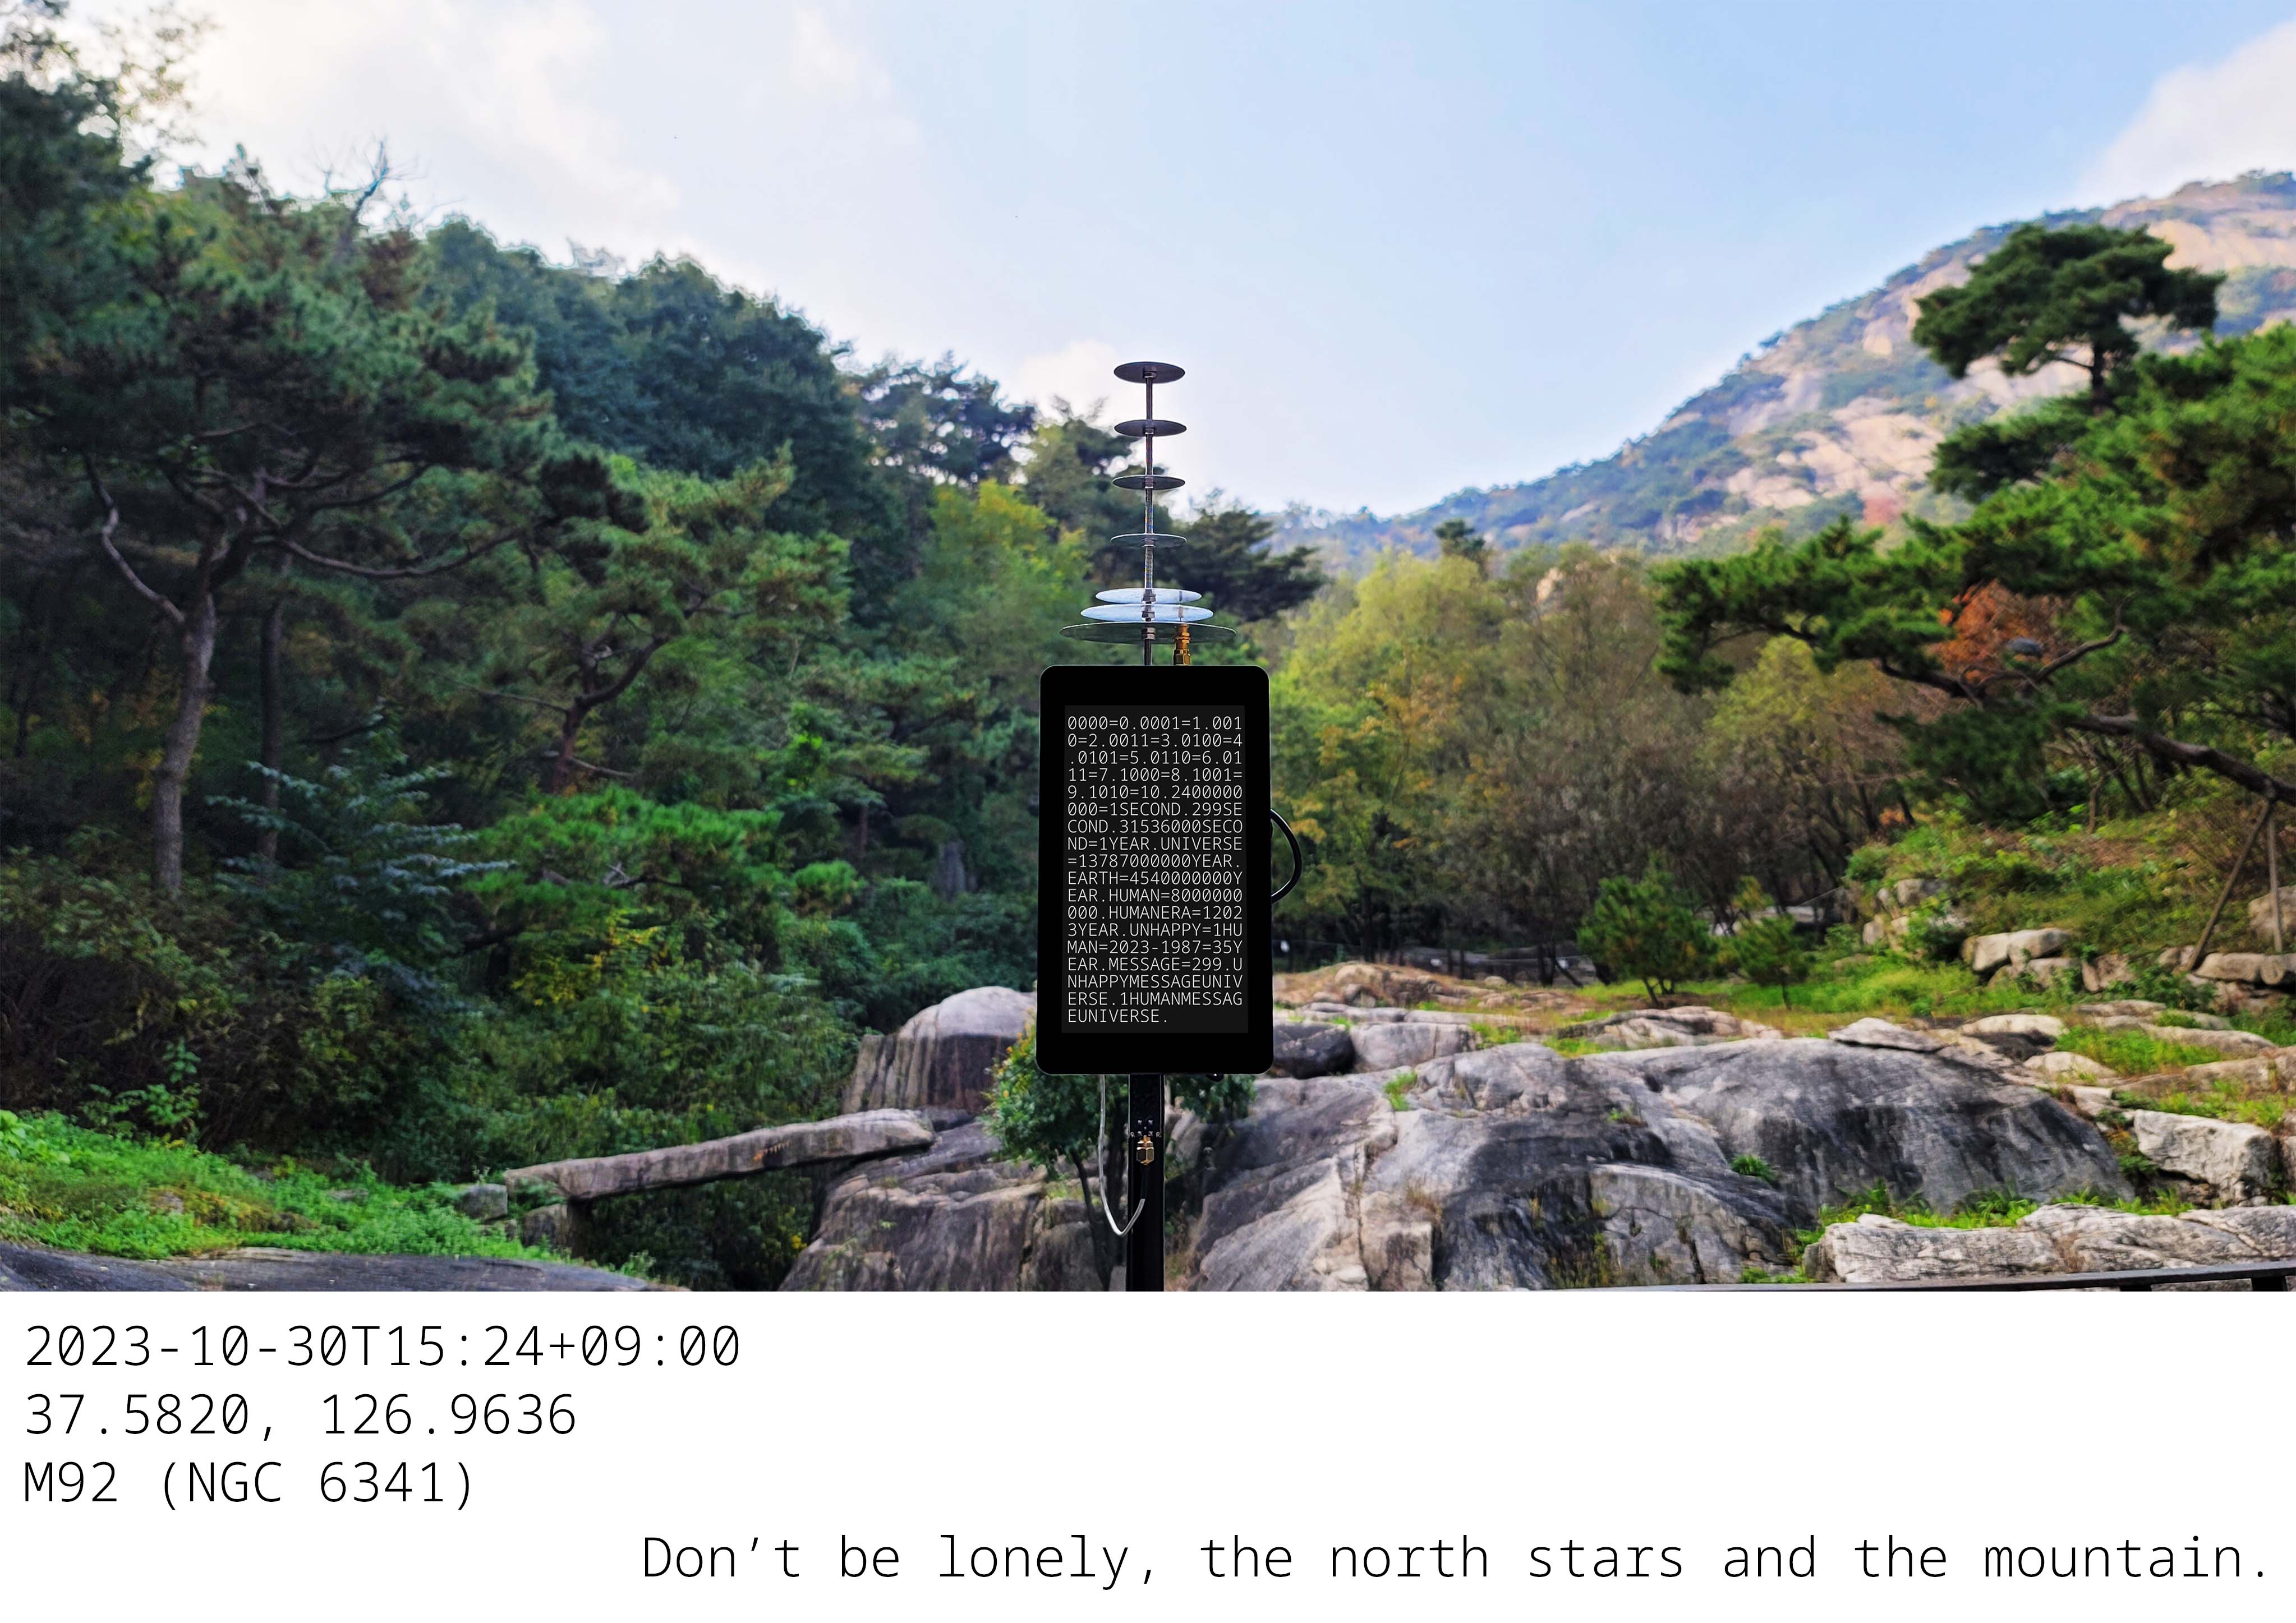 0000=0.0001=1.001
0=2.0011=3.0100=4
.0101=5.0110=6.01
11=7.1000=8.1001=
9.1010=10.2400000
000=1SECOND.299SE
COND.31536000SECO
ND=1YEAR.UNIVERSE
=13787000000YEAR.
EARTH=4540000000Y
EAR.HUMAN=8000000
000.HUMANERA=1202
3YEAR.UNHAPPY=1HU
MAN=2023-1987=35Y
EAR.MESSAGE=299.U
NHAPPYMESSAGEUNIV
ERSE.1HUMANMESSAG
EUNIVERSE.
2023-10-30T15:24+09:00
37.5820, 126.9636
M92 (NGC 6341)
Don’t be lonely, the north stars and the mountain.